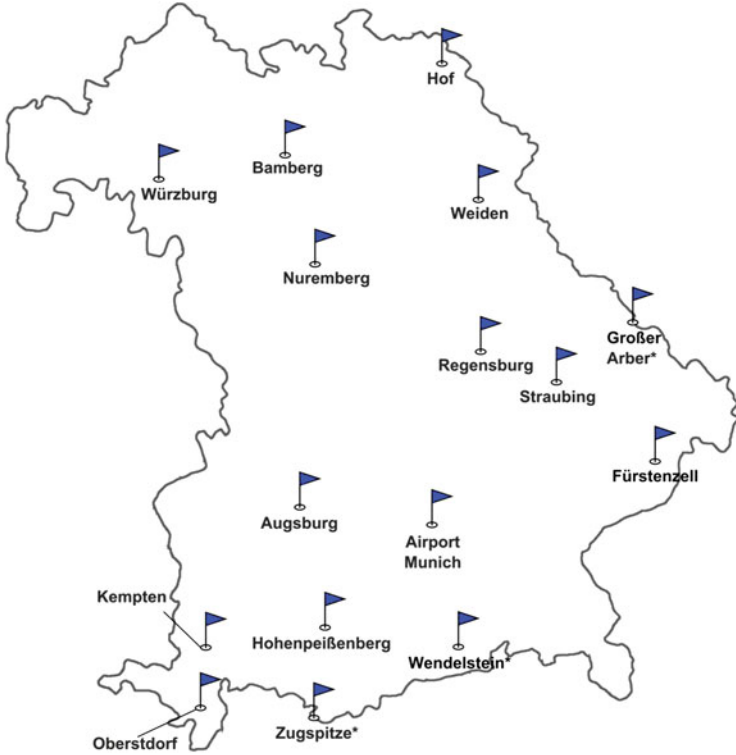 Hof
Bamberg
Würzburg
Weiden
Nuremberg
Großer
Arber*
Regensburg
Straubing
Fürstenzell
Augsburg
Airport
Munich
Kempten
Hohenpeißenberg
Wendelstein*
Oberstdorf
Zugspitze*